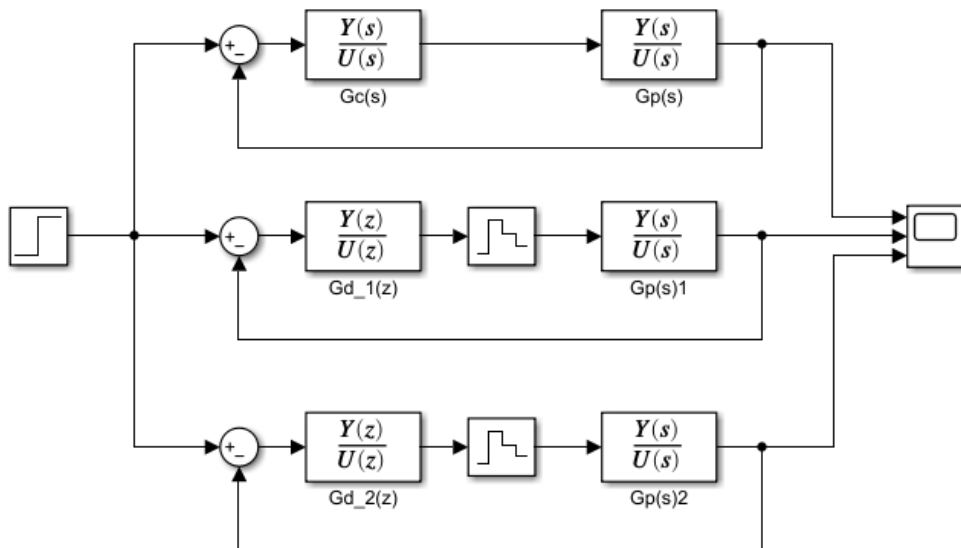 +
−
Y(s)
U(s)
Gc(s)
Y(s)
U(s)
Gp(s)
+
−
Y(z)
U(z)
Gd_1(z)
Y(s)
U(s)
Gp(s)1
+
−
Y(z)
U(z)
Gd_2(z)
Y(s)
U(s)
Gp(s)2